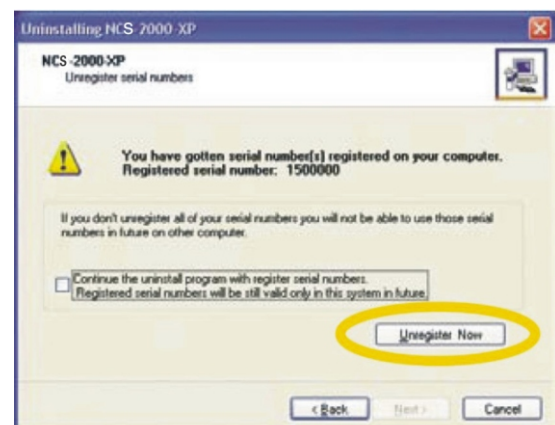 Uninstalling NCS-2000-XP
NCS-2000-XP
Unregister serial numbers
You have gotten serial number(s) registered on your computer.
Registered serial number: 1500000
If you don't unregister all of your serial numbers you will not be able to use those serial
numbers in future on other computer.
Continue the uninstall program with register serial numbers.
Registered serial numbers will be still valid only in this system in future.
Unregister Now
< Back
Next >
Cancel